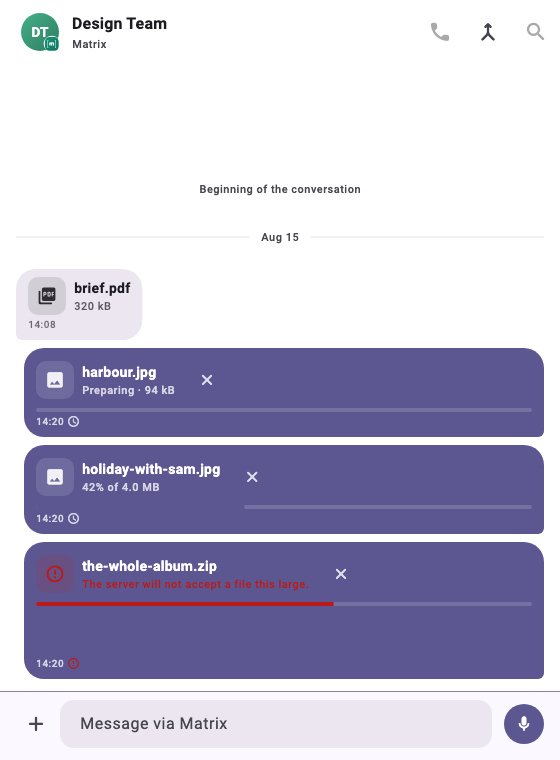 DT
[m]
Design Team
Matrix
Beginning of the conversation
Aug 15
PDF
brief.pdf
320 kB
14:08
harbour.jpg
Preparing · 94 kB
14:20
holiday-with-sam.jpg
42% of 4.0 MB
14:20
the-whole-album.zip
The server will not accept a file this large.
14:20
Message via Matrix